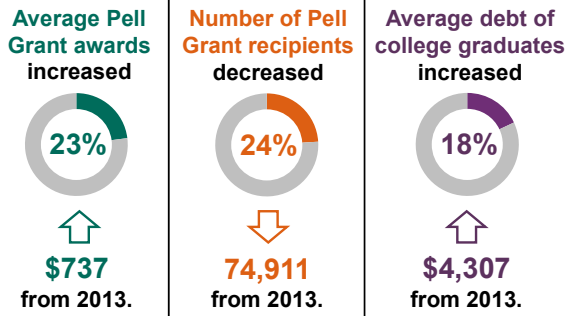 Average Pell
Grant awards
increased
23%
$737
from 2013.
Number of Pell
Grant recipients
decreased
24%
74,911
from 2013.
Average debt of
college graduates
increased
18%
$4,307
from 2013.